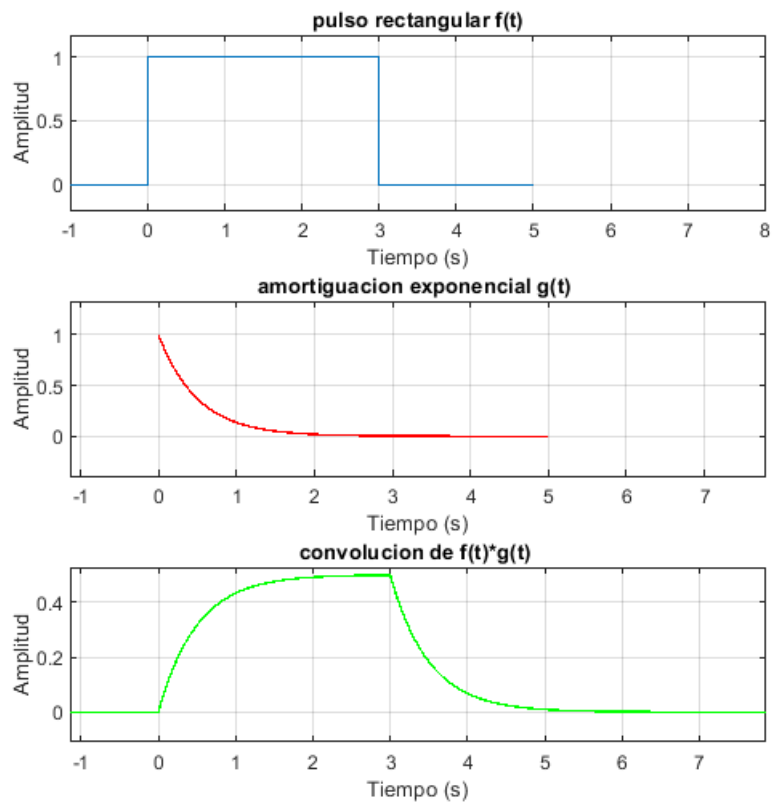 pulso rectangular f(t)
Amplitud
1
0.5
0
-1 0 1 2 3 4 5 6 7 8
Tiempo (s)
amortiguacion exponencial g(t)
Amplitud
1
0.5
0
-1 0 1 2 3 4 5 6 7
Tiempo (s)
convolucion de f(t)*g(t)
Amplitud
0.4
0.2
0
-1 0 1 2 3 4 5 6 7
Tiempo (s)